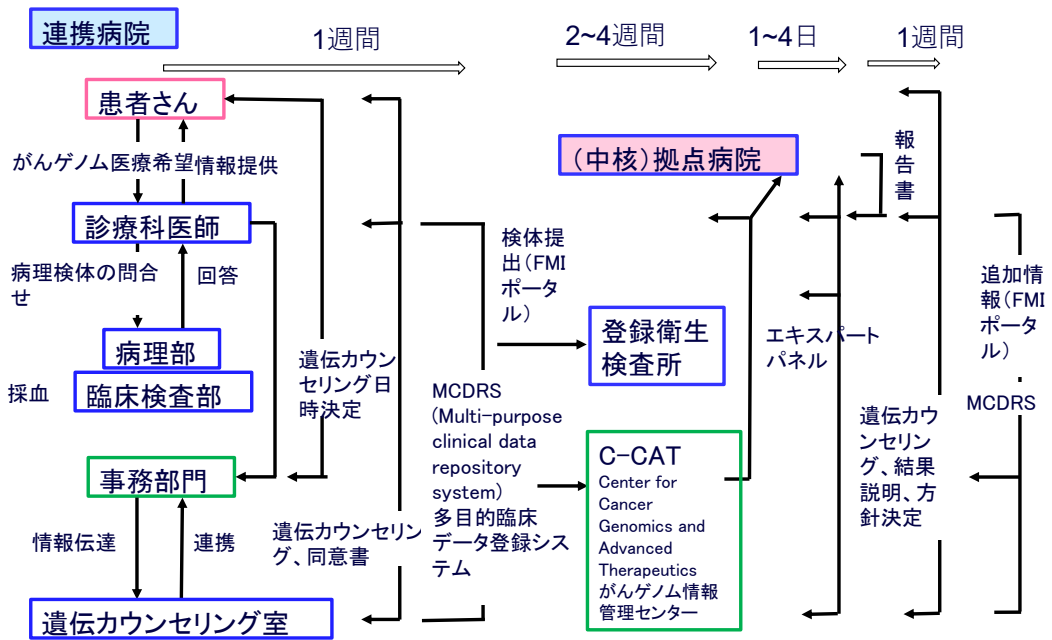 連携病院
1週間
2~4週間
1~4日
1週間
患者さん
がんゲノム医療希望
情報提供
診療科医師
病理検体の問合
せ
回答
病理部
採血
臨床検査部
事務部門
情報伝達
連携
遺伝カウンセリング室
遺伝カウン
セリング日
時決定
遺伝カウンセリン
グ、同意書
検体提
出(FMI
ポータ
ル)
MCDRS
(Multi-purpose
clinical data
repository
system)
多目的臨床
データ登録シス
テム
(中核)拠点病院
登録衛生
検査所
C-CAT
Center for
Cancer
Genomics and
Advanced
Therapeutics
がんゲノム情報
管理センター
エキスパート
パネル
報
告
書
遺伝カウ
ンセリン
グ、結果
説明、方
針決定
追加情
報(FMI
ポータ
ル)
MCDRS